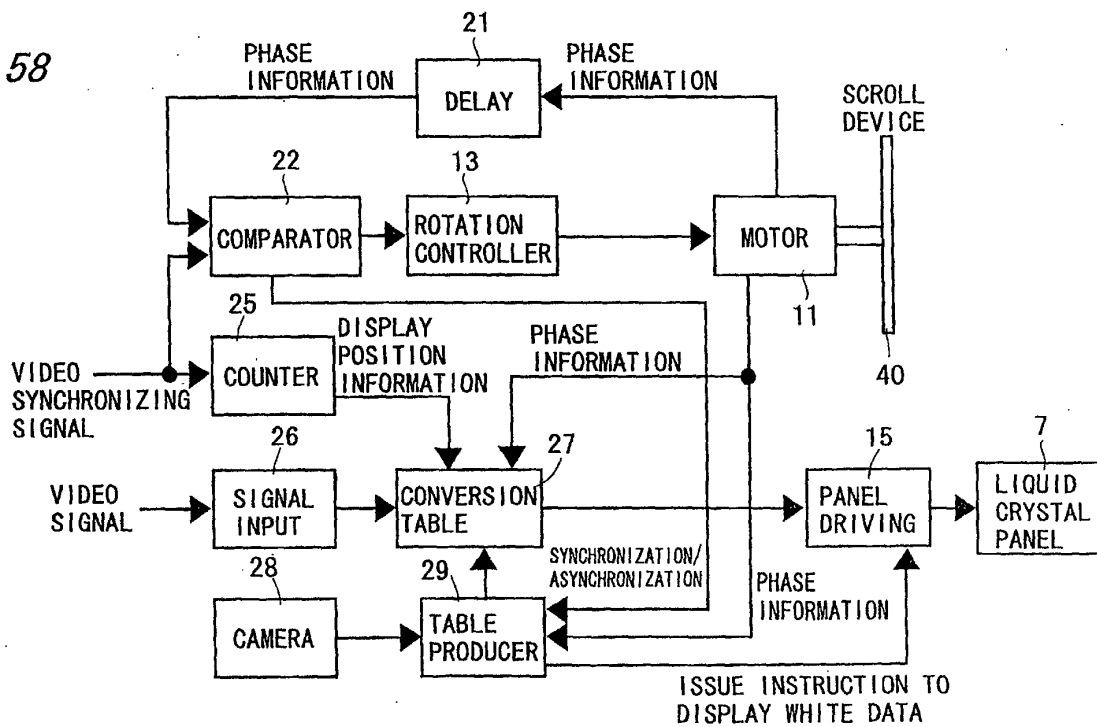 58
PHASE
INFORMATION
21
DELAY
PHASE
INFORMATION
SCROLL
DEVICE
22
COMPARATOR
13
ROTATION
CONTROLLER
MOTOR
11
40
25
COUNTER
DISPLAY
POSITION
INFORMATION
PHASE
INFORMATION
VIDEO
SYNCHRONIZING
SIGNAL
26
SIGNAL
INPUT
VIDEO
SIGNAL
27
CONVERSION
TABLE
15
PANEL
DRIVING
7
LIQUID
CRYSTAL
PANEL
SYNCHRONIZATION/
ASYNCHRONIZATION
28
CAMERA
29
TABLE
PRODUCER
PHASE
INFORMATION
ISSUE INSTRUCTION TO
DISPLAY WHITE DATA